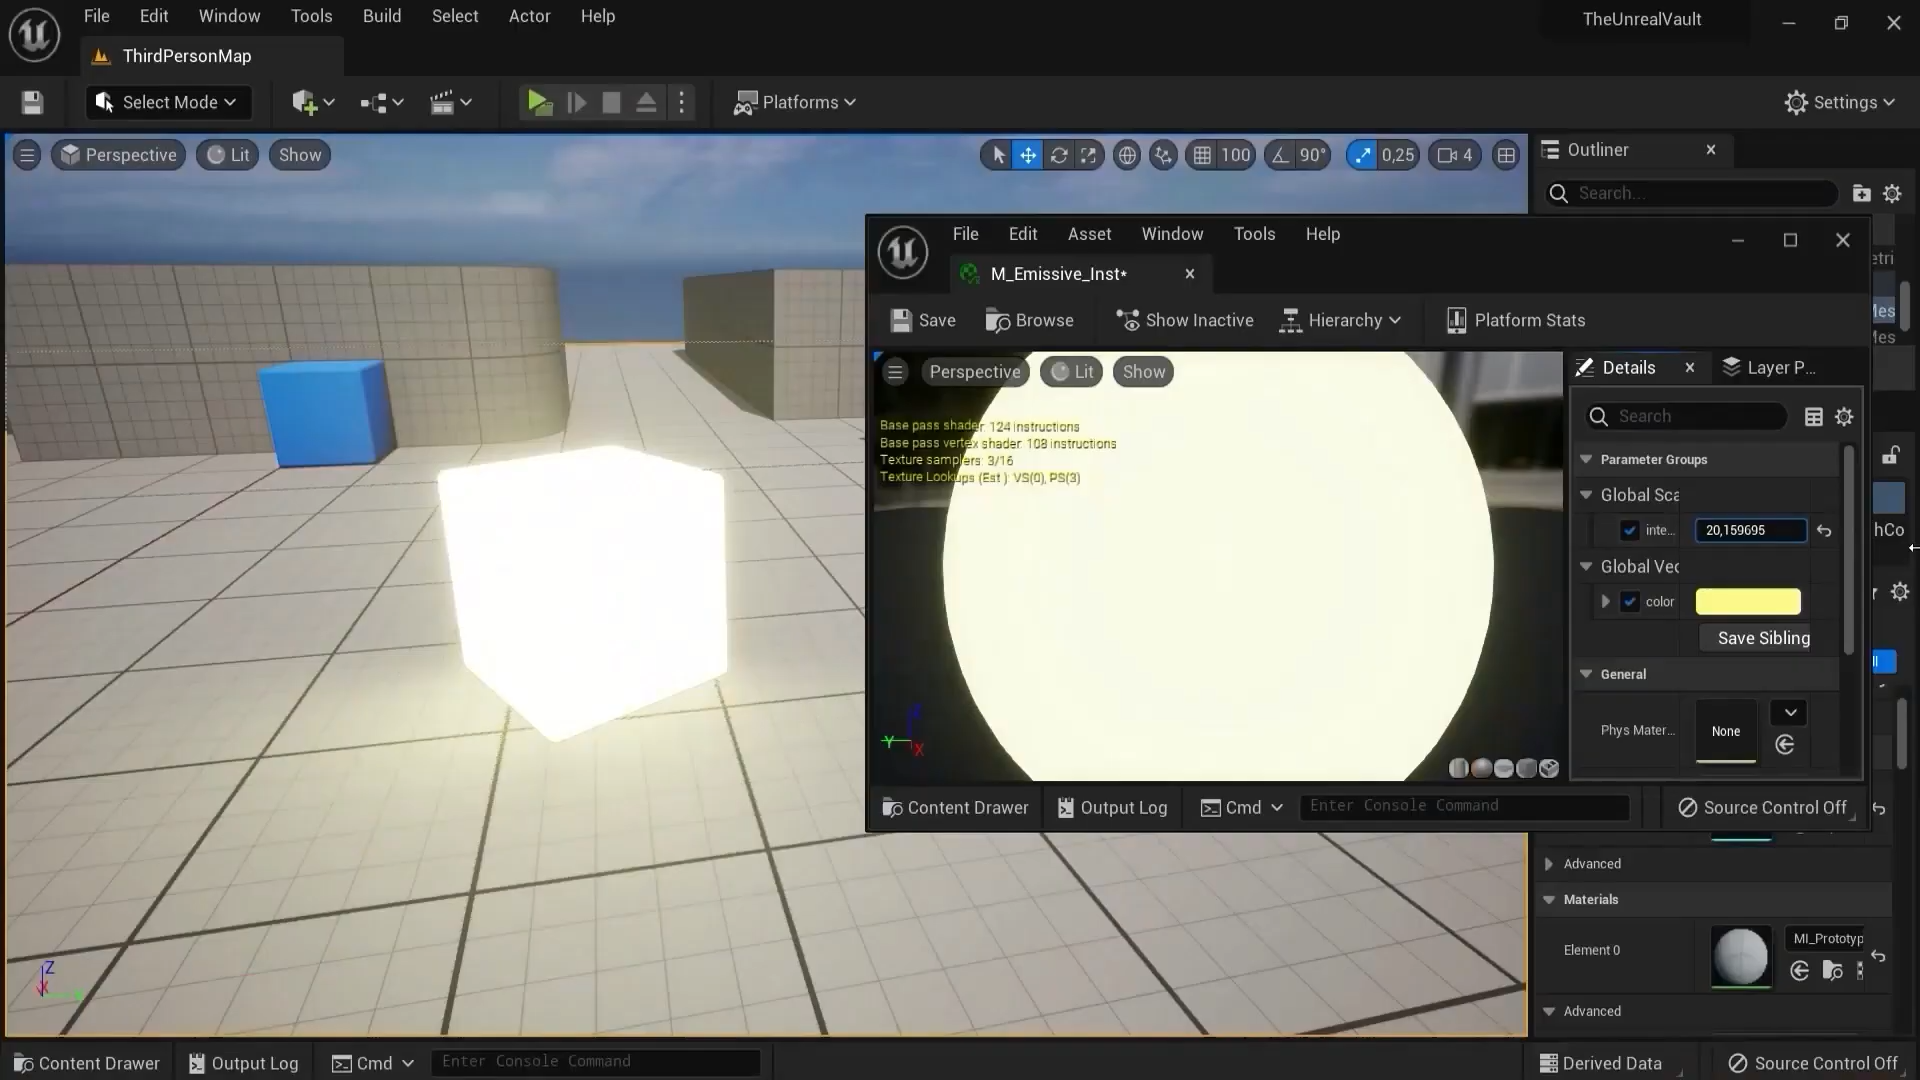 File Edit Window Tools Build Select Actor Help
TheUnrealVault
ThirdPersonMap
Select Mode
Platforms
Settings
Perspective Lit Show
100 90° 0,25 4
Outliner
Search...
File Edit Asset Window Tools Help
M_Emissive_Inst*
Save Browse Show Inactive Hierarchy Platform Stats
Perspective Lit Show
Base pass shader: 124 instructions
Base pass vertex shader: 108 instructions
Texture samplers: 3/16
Texture Lookups (Est.): VS(0), PS(3)
Details Layer P...
Search
Parameter Groups
Global Sca
inte... 20,159695
Global Vec
color
Save Sibling
General
Phys Mater... None
Z
Y X
etri
Mes
Mes
hCo
Content Drawer Output Log Cmd Enter Console Command Source Control Off
Advanced
Materials
Element 0 MI_Prototyp
Advanced
Z
X Y
Content Drawer Output Log Cmd Enter Console Command Derived Data Source Control Off